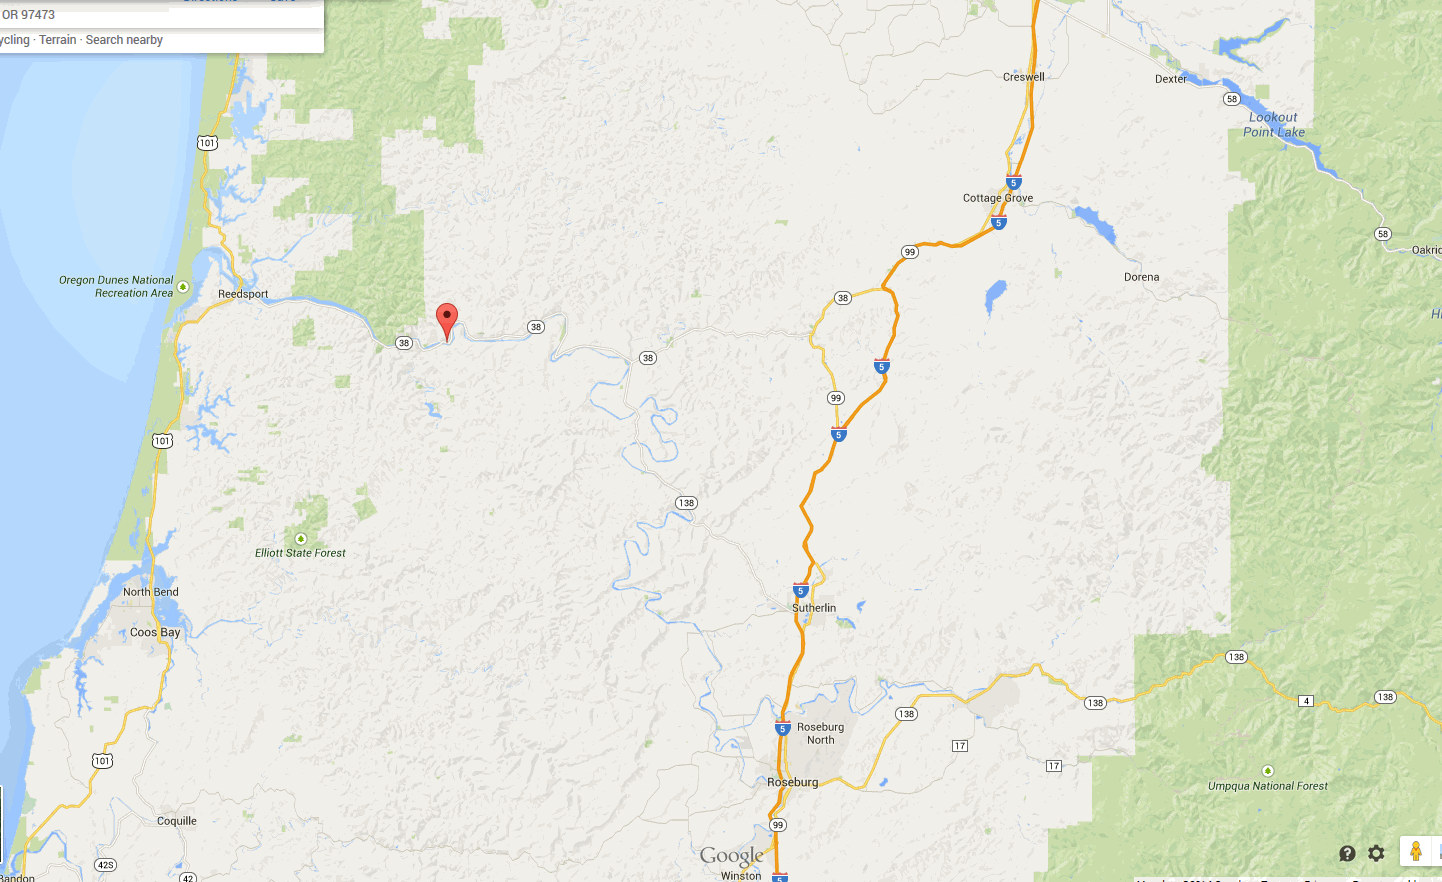 OR 97473
ycling · Terrain · Search nearby
Creswell
Dexter
58
Lookout
Point Lake
101
5
Cottage Grove
5
58
99
Oakric
Dorena
Oregon Dunes National
Recreation Area
Reedsport
38
38
38
38
5
99
5
101
138
Elliott State Forest
North Bend
5
Sutherlin
Coos Bay
138
138
4
138
138
5
Roseburg
North
17
101
17
Roseburg
Umpqua National Forest
Coquille
99
Google
42S
42
Winston
5
Bandon